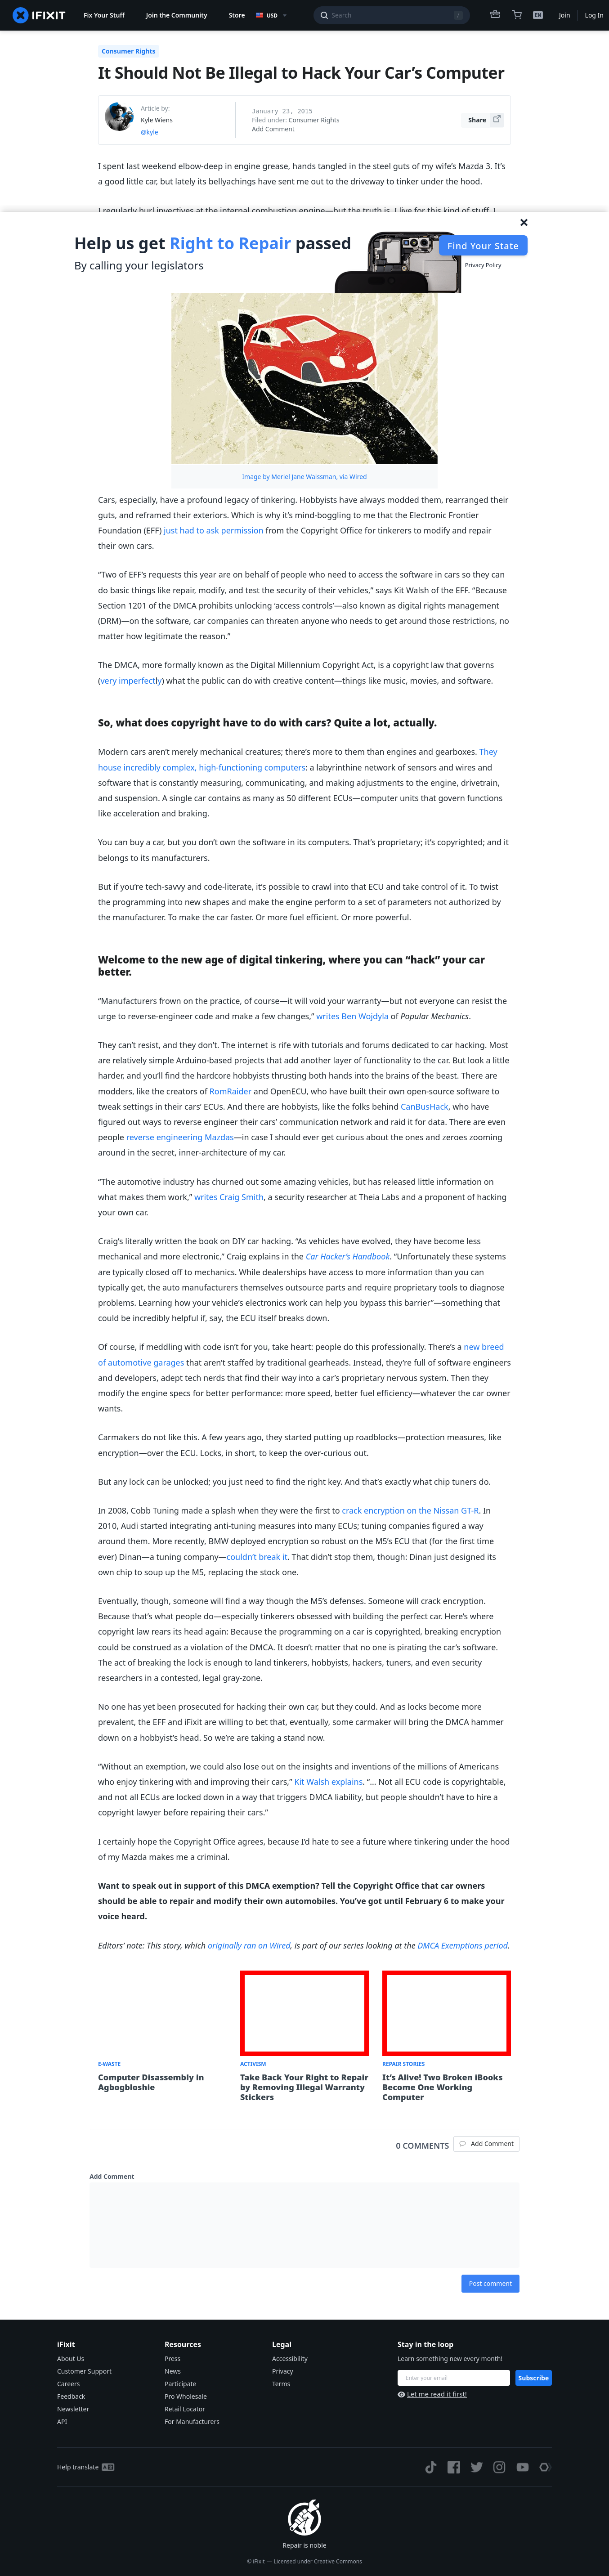 IFIXIT
Fix Your Stuff
Join the Community
Store
USD
Search
/
EN
Join
Log In
Consumer Rights
It Should Not Be Illegal to Hack Your Car’s Computer
Article by:
Kyle Wiens
@kyle
January 23, 2015
Filed under: Consumer Rights
Add Comment
Share
I spent last weekend elbow-deep in engine grease, hands tangled in the steel guts of my wife’s Mazda 3. It’s
a good little car, but lately its bellyachings have sent me out to the driveway to tinker under the hood.
I regularly hurl invectives at the internal combustion engine—but the truth is, I live for this kind of stuff. I
Help us get Right to Repair passed
By calling your legislators
Find Your State
Privacy Policy
Image by Meriel Jane Waissman, via Wired
Cars, especially, have a profound legacy of tinkering. Hobbyists have always modded them, rearranged their
guts, and reframed their exteriors. Which is why it’s mind-boggling to me that the Electronic Frontier
Foundation (EFF) just had to ask permission from the Copyright Office for tinkerers to modify and repair
their own cars.
“Two of EFF’s requests this year are on behalf of people who need to access the software in cars so they can
do basic things like repair, modify, and test the security of their vehicles,” says Kit Walsh of the EFF. “Because
Section 1201 of the DMCA prohibits unlocking ‘access controls’—also known as digital rights management
(DRM)—on the software, car companies can threaten anyone who needs to get around those restrictions, no
matter how legitimate the reason.”
The DMCA, more formally known as the Digital Millennium Copyright Act, is a copyright law that governs
(very imperfectly) what the public can do with creative content—things like music, movies, and software.
So, what does copyright have to do with cars? Quite a lot, actually.
Modern cars aren’t merely mechanical creatures; there’s more to them than engines and gearboxes. They
house incredibly complex, high-functioning computers: a labyrinthine network of sensors and wires and
software that is constantly measuring, communicating, and making adjustments to the engine, drivetrain,
and suspension. A single car contains as many as 50 different ECUs—computer units that govern functions
like acceleration and braking.
You can buy a car, but you don’t own the software in its computers. That’s proprietary; it’s copyrighted; and it
belongs to its manufacturers.
But if you’re tech-savvy and code-literate, it’s possible to crawl into that ECU and take control of it. To twist
the programming into new shapes and make the engine perform to a set of parameters not authorized by
the manufacturer. To make the car faster. Or more fuel efficient. Or more powerful.
Welcome to the new age of digital tinkering, where you can “hack” your car
better.
“Manufacturers frown on the practice, of course—it will void your warranty—but not everyone can resist the
urge to reverse-engineer code and make a few changes,” writes Ben Wojdyla of Popular Mechanics.
They can’t resist, and they don’t. The internet is rife with tutorials and forums dedicated to car hacking. Most
are relatively simple Arduino-based projects that add another layer of functionality to the car. But look a little
harder, and you’ll find the hardcore hobbyists thrusting both hands into the brains of the beast. There are
modders, like the creators of RomRaider and OpenECU, who have built their own open-source software to
tweak settings in their cars’ ECUs. And there are hobbyists, like the folks behind CanBusHack, who have
figured out ways to reverse engineer their cars’ communication network and raid it for data. There are even
people reverse engineering Mazdas—in case I should ever get curious about the ones and zeroes zooming
around in the secret, inner-architecture of my car.
“The automotive industry has churned out some amazing vehicles, but has released little information on
what makes them work,” writes Craig Smith, a security researcher at Theia Labs and a proponent of hacking
your own car.
Craig’s literally written the book on DIY car hacking. “As vehicles have evolved, they have become less
mechanical and more electronic,” Craig explains in the Car Hacker’s Handbook. “Unfortunately these systems
are typically closed off to mechanics. While dealerships have access to more information than you can
typically get, the auto manufacturers themselves outsource parts and require proprietary tools to diagnose
problems. Learning how your vehicle’s electronics work can help you bypass this barrier”—something that
could be incredibly helpful if, say, the ECU itself breaks down.
Of course, if meddling with code isn’t for you, take heart: people do this professionally. There’s a new breed
of automotive garages that aren’t staffed by traditional gearheads. Instead, they’re full of software engineers
and developers, adept tech nerds that find their way into a car’s proprietary nervous system. Then they
modify the engine specs for better performance: more speed, better fuel efficiency—whatever the car owner
wants.
Carmakers do not like this. A few years ago, they started putting up roadblocks—protection measures, like
encryption—over the ECU. Locks, in short, to keep the over-curious out.
But any lock can be unlocked; you just need to find the right key. And that’s exactly what chip tuners do.
In 2008, Cobb Tuning made a splash when they were the first to crack encryption on the Nissan GT-R. In
2010, Audi started integrating anti-tuning measures into many ECUs; tuning companies figured a way
around them. More recently, BMW deployed encryption so robust on the M5’s ECU that (for the first time
ever) Dinan—a tuning company—couldn’t break it. That didn’t stop them, though: Dinan just designed its
own chip to soup up the M5, replacing the stock one.
Eventually, though, someone will find a way though the M5’s defenses. Someone will crack encryption.
Because that’s what people do—especially tinkerers obsessed with building the perfect car. Here’s where
copyright law rears its head again: Because the programming on a car is copyrighted, breaking encryption
could be construed as a violation of the DMCA. It doesn’t matter that no one is pirating the car’s software.
The act of breaking the lock is enough to land tinkerers, hobbyists, hackers, tuners, and even security
researchers in a contested, legal gray-zone.
No one has yet been prosecuted for hacking their own car, but they could. And as locks become more
prevalent, the EFF and iFixit are willing to bet that, eventually, some carmaker will bring the DMCA hammer
down on a hobbyist’s head. So we’re are taking a stand now.
“Without an exemption, we could also lose out on the insights and inventions of the millions of Americans
who enjoy tinkering with and improving their cars,” Kit Walsh explains. “… Not all ECU code is copyrightable,
and not all ECUs are locked down in a way that triggers DMCA liability, but people shouldn’t have to hire a
copyright lawyer before repairing their cars.”
I certainly hope the Copyright Office agrees, because I’d hate to see a future where tinkering under the hood
of my Mazda makes me a criminal.
Want to speak out in support of this DMCA exemption? Tell the Copyright Office that car owners
should be able to repair and modify their own automobiles. You’ve got until February 6 to make your
voice heard.
Editors’ note: This story, which originally ran on Wired, is part of our series looking at the DMCA Exemptions period.
E-WASTE
Computer Disassembly in
Agbogbloshie
ACTIVISM
Take Back Your Right to Repair
by Removing Illegal Warranty
Stickers
REPAIR STORIES
It’s Alive! Two Broken iBooks
Become One Working
Computer
0 COMMENTS
Add Comment
Add Comment
Post comment
iFixit
About Us
Customer Support
Careers
Feedback
Newsletter
API
Resources
Press
News
Participate
Pro Wholesale
Retail Locator
For Manufacturers
Legal
Accessibility
Privacy
Terms
Stay in the loop
Learn something new every month!
Enter your email
Subscribe
Let me read it first!
Help translate
Repair is noble
© iFixit — Licensed under Creative Commons